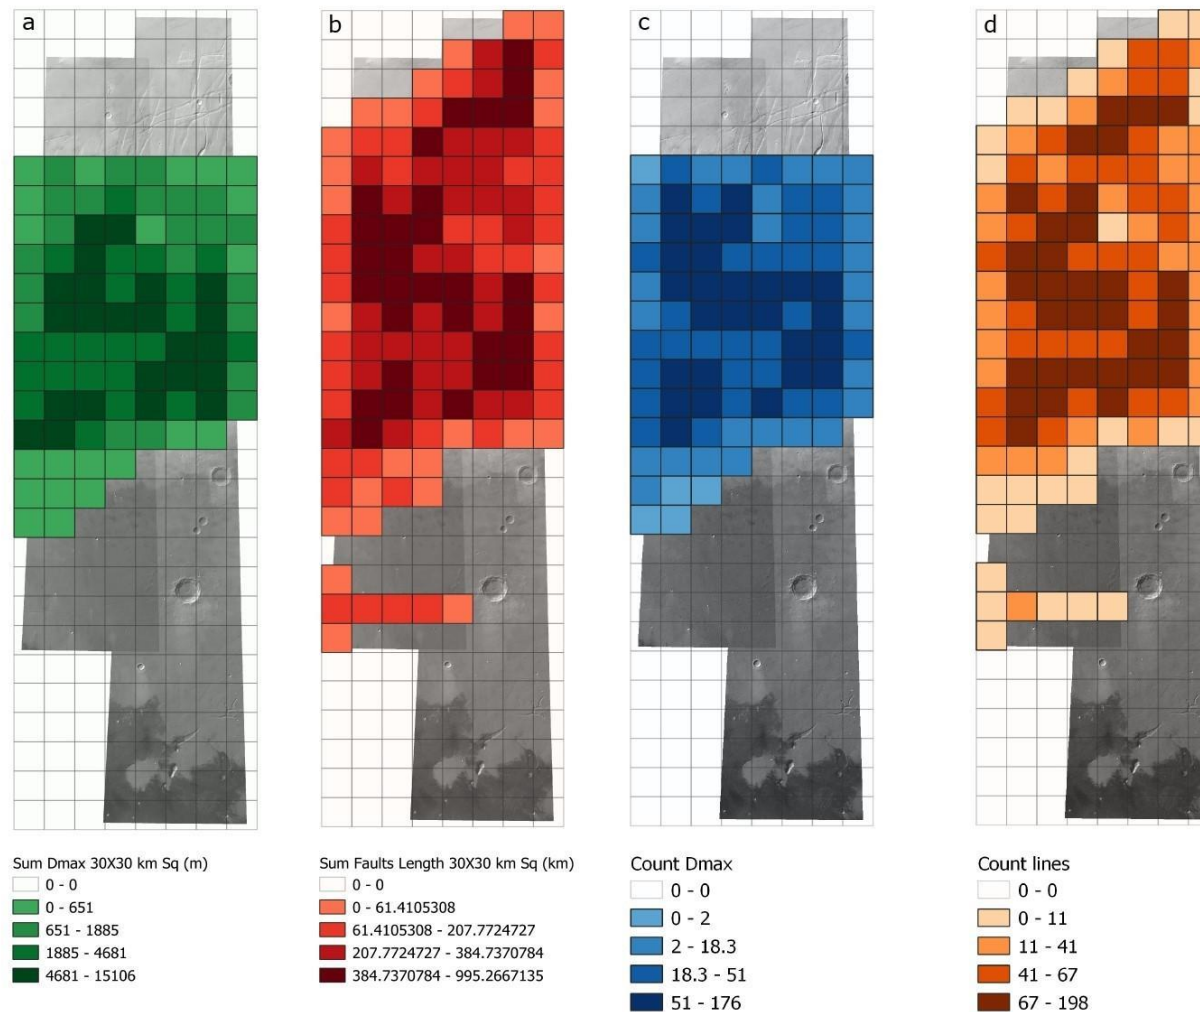 a
b
c
d
Sum Dmax 30X30 km Sq (m)
0 - 0
0 - 651
651 - 1885
1885 - 4681
4681 - 15106
Sum Faults Length 30X30 km Sq (km)
0 - 0
0 - 61.4105308
61.4105308 - 207.7724727
207.7724727 - 384.7370784
384.7370784 - 995.2667135
Count Dmax
0 - 0
0 - 2
2 - 18.3
18.3 - 51
51 - 176
Count lines
0 - 0
0 - 11
11 - 41
41 - 67
67 - 198